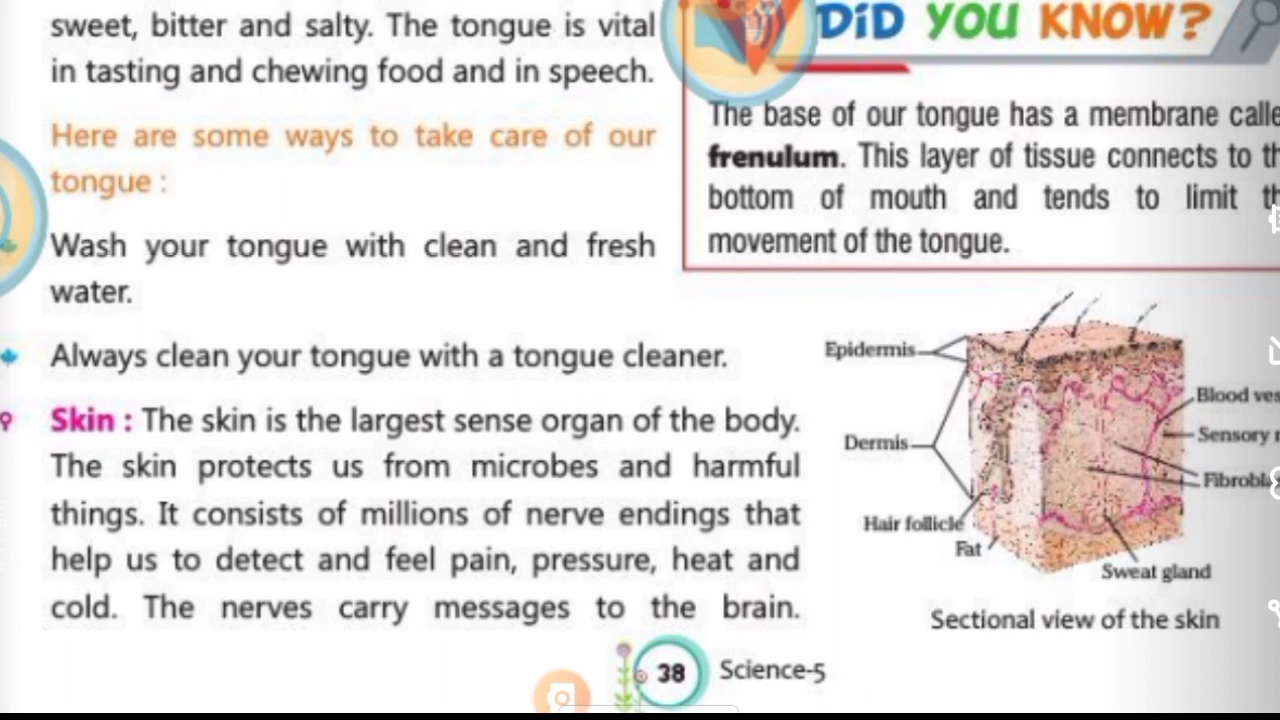 sweet, bitter and salty. The tongue is vital
in tasting and chewing food and in speech.
Here are some ways to take care of our
tongue :
Wash your tongue with clean and fresh
water.
Always clean your tongue with a tongue cleaner.
Skin : The skin is the largest sense organ of the body.
The skin protects us from microbes and harmful
things. It consists of millions of nerve endings that
help us to detect and feel pain, pressure, heat and
cold. The nerves carry messages to the brain.
DiD YOU KNOW?
The base of our tongue has a membrane
frenulum. This layer of tissue connects to
bottom of mouth and tends to limit
movement of the tongue.
Epidermis
Dermis
Hair follicle
Fat
Blood
Sensory
Sweat gland
Sectional view of the skin
38 Science-5